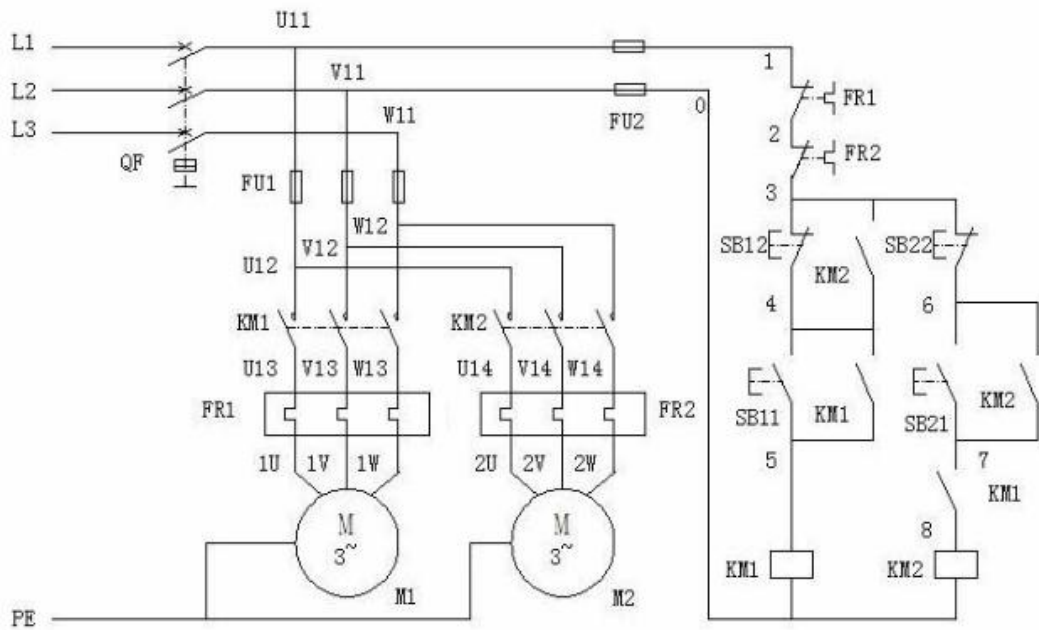 U11
L1
1
V11
L2
FR1
0
W11
L3
FU2
2
QF
FR2
FU1
3
W12
SB12
SB22
V12
KM2
U12
4
6
KM1
KM2
U13 V13 W13
U14 V14 W14
FR1
FR2
SB11
KM1
SB21
KM2
1U 1V 1W
2U 2V 2W
5
7
KM1
M
3~
M
3~
8
KM1
KM2
M1
M2
PE